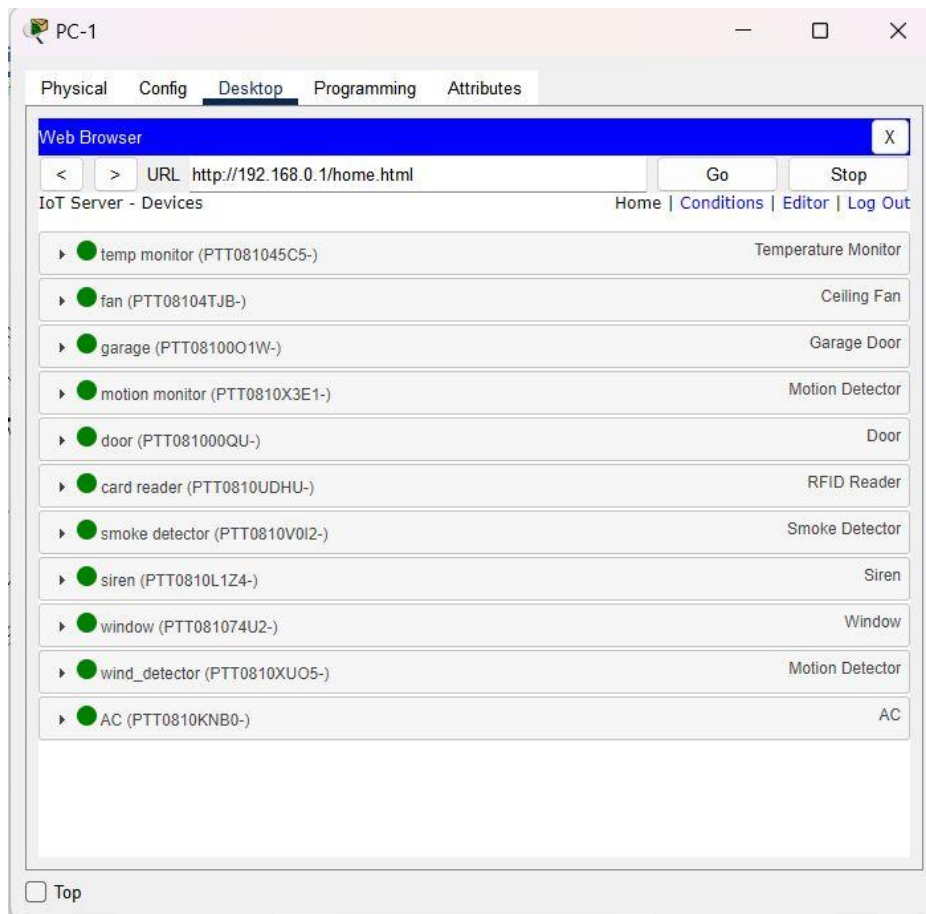 PC-1
Physical Config Desktop Programming Attributes
Web Browser X
< > URL http://192.168.0.1/home.html Go Stop
IoT Server - Devices Home | Conditions | Editor | Log Out
temp monitor (PTT081045C5-) Temperature Monitor
fan (PTT08104TJB-) Ceiling Fan
garage (PTT08100O1W-) Garage Door
motion monitor (PTT0810X3E1-) Motion Detector
door (PTT081000QU-) Door
card reader (PTT0810UDHU-) RFID Reader
smoke detector (PTT0810V0I2-) Smoke Detector
siren (PTT0810L1Z4-) Siren
window (PTT081074U2-) Window
wind_detector (PTT0810XUO5-) Motion Detector
AC (PTT0810KNB0-) AC
Top